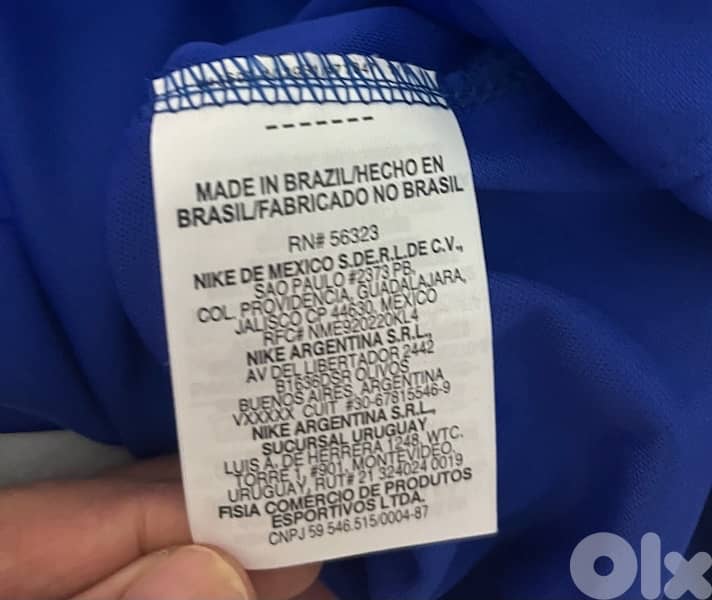 -------
MADE IN BRAZIL/HECHO EN
BRASIL/FABRICADO NO BRASIL
RN# 56323
NIKE DE MEXICO S.DE.R.L.DE C.V.,
SAO PAULO #2373 PB,
COL. PROVIDENCIA, GUADALAJARA,
JALISCO CP 44630, MEXICO
RFC# NME920220KL4
NIKE ARGENTINA S.R.L.,
AV DEL LIBERTADOR 2442
B1636DSR OLIVOS
BUENOS AIRES, ARGENTINA
VXXXXX CUIT #30-67815546-9
NIKE ARGENTINA S.R.L.,
SUCURSAL URUGUAY
LUIS A. DE HERRERA 1248, WTC.
TORRE 1, #901, MONTEVIDEO,
URUGUAY, RUT# 21 324024 0019
FISIA COMÉRCIO DE PRODUTOS
ESPORTIVOS LTDA.
CNPJ 59 546.515/0004-87
OLX